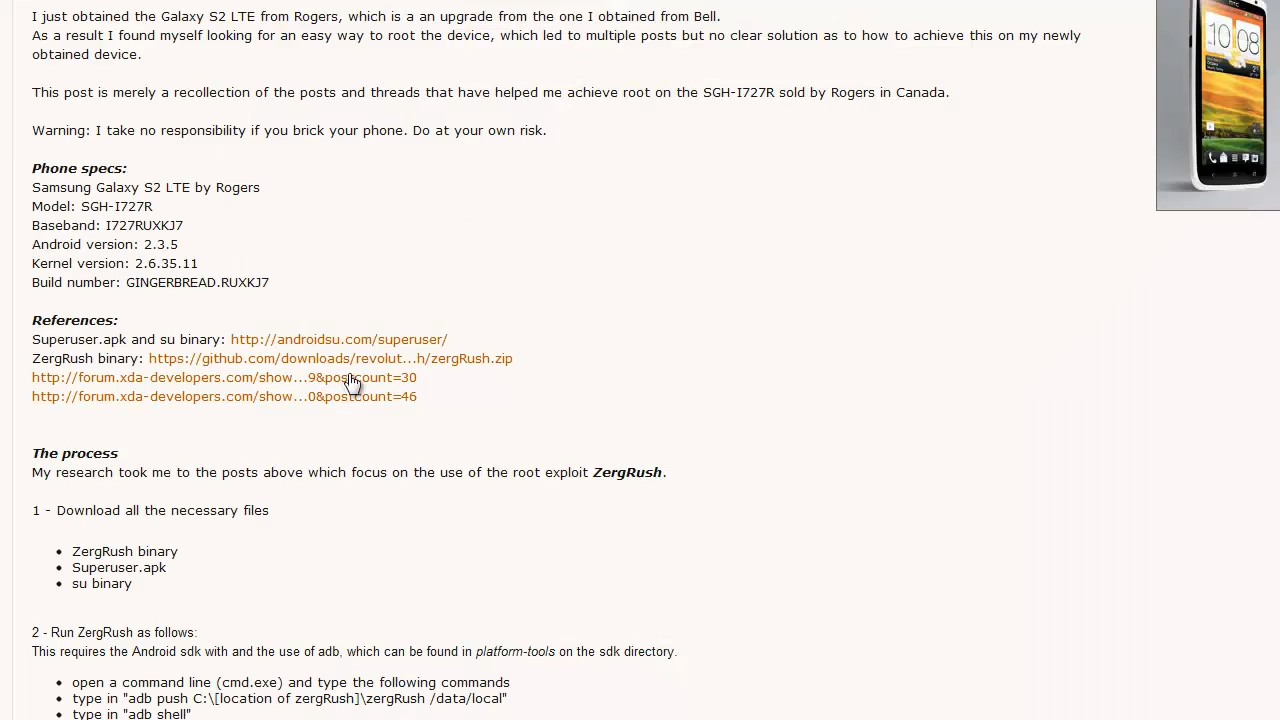 I just obtained the Galaxy S2 LTE from Rogers, which is a an upgrade from the one I obtained from Bell.
As a result I found myself looking for an easy way to root the device, which led to multiple posts but no clear solution as to how to achieve this on my newly
obtained device.
This post is merely a recollection of the posts and threads that have helped me achieve root on the SGH-I727R sold by Rogers in Canada.
Warning: I take no responsibility if you brick your phone. Do at your own risk.
Phone specs:
Samsung Galaxy S2 LTE by Rogers
Model: SGH-I727R
Baseband: I727RUXKJ7
Android version: 2.3.5
Kernel version: 2.6.35.11
Build number: GINGERBREAD.RUXKJ7
References:
Superuser.apk and su binary: http://androidsu.com/superuser/
ZergRush binary: https://github.com/downloads/revolut...h/zergRush.zip
http://forum.xda-developers.com/show...9&postcount=30
http://forum.xda-developers.com/show...0&postcount=46
The process
My research took me to the posts above which focus on the use of the root exploit ZergRush.
1 - Download all the necessary files
• ZergRush binary
• Superuser.apk
• su binary
2 - Run ZergRush as follows:
This requires the Android sdk with and the use of adb, which can be found in platform-tools on the sdk directory.
• open a command line (cmd.exe) and type the following commands
• type in "adb push C:\[location of zergRush]\zergRush /data/local"
• type in "adb shell"
hTC
10:08